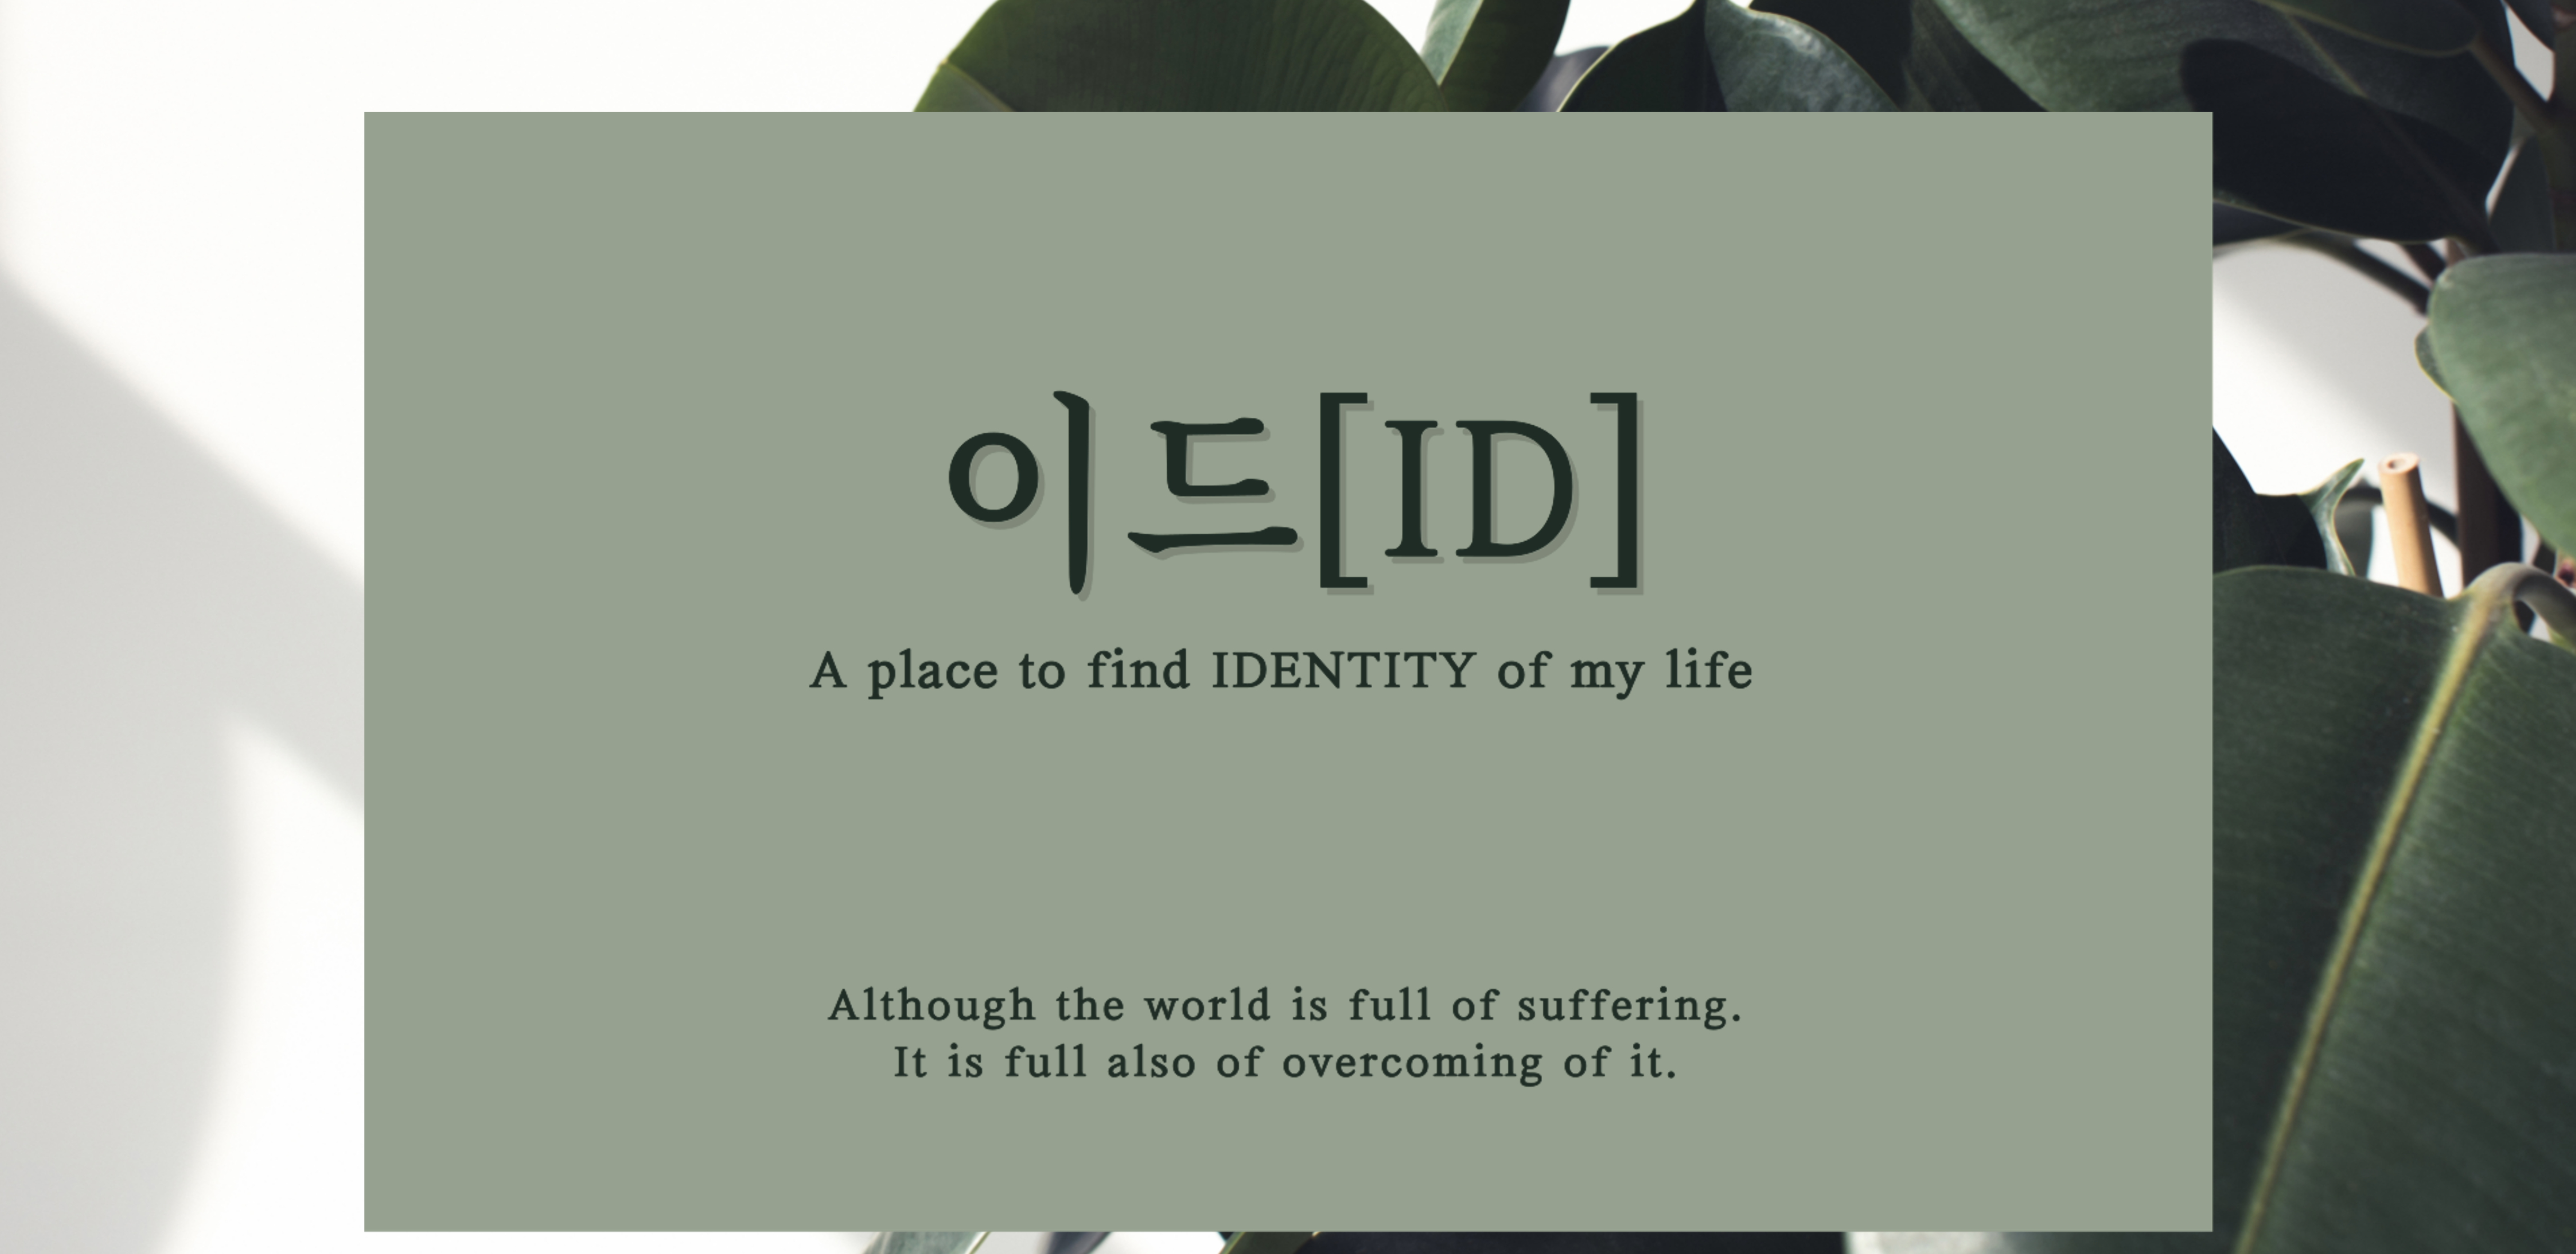 이드[ID]
A place to find IDENTITY of my life
Although the world is full of suffering.
It is full also of overcoming of it.